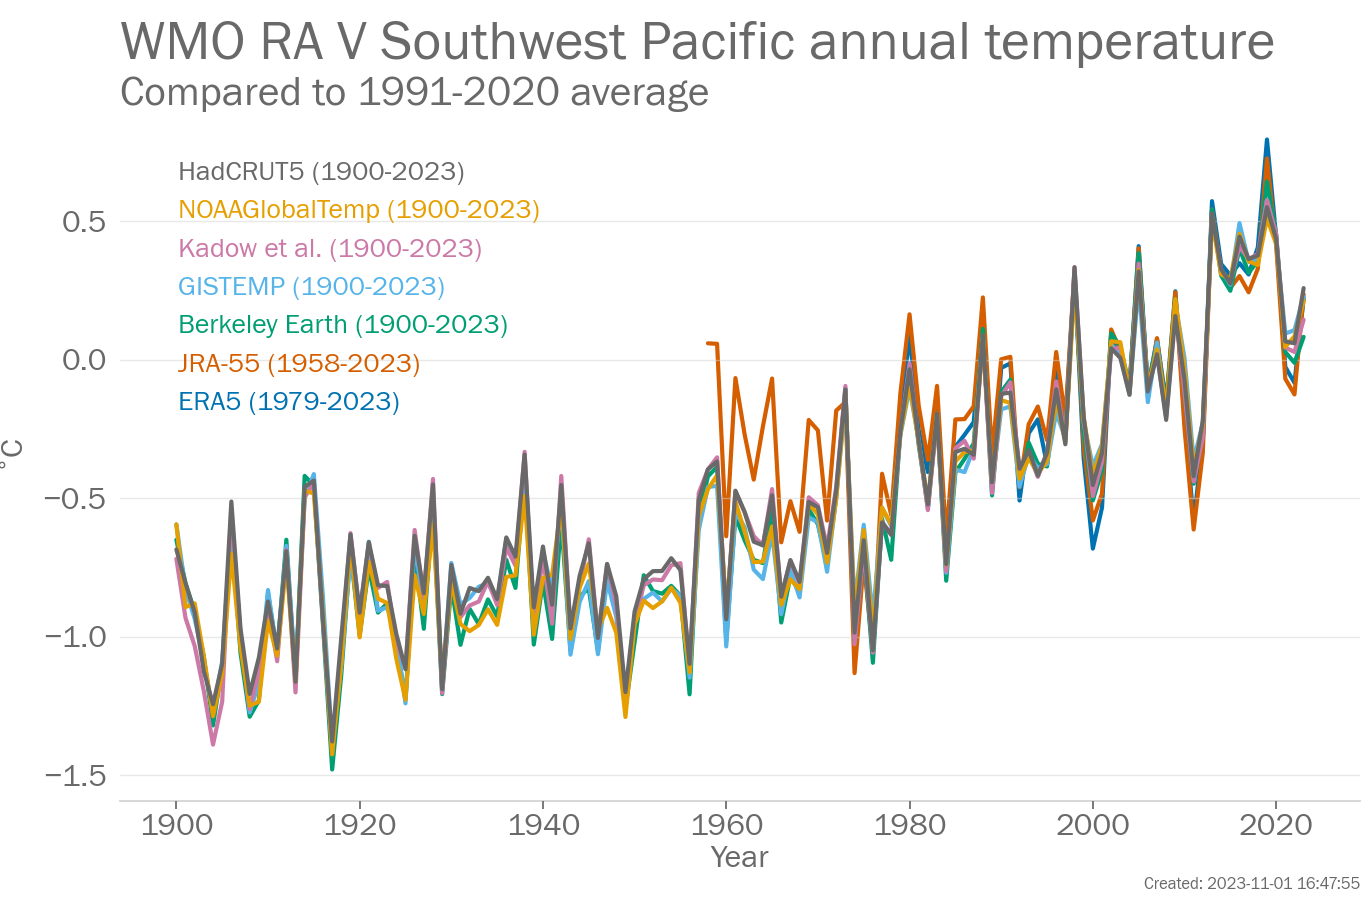 WMO RA V Southwest Pacific annual temperature
Compared to 1991-2020 average
HadCRUT5 (1900-2023)
NOAAGlobalTemp (1900-2023)
Kadow et al. (1900-2023)
GISTEMP (1900-2023)
Berkeley Earth (1900-2023)
JRA-55 (1958-2023)
ERA5 (1979-2023)
0.5
0.0
−0.5
−1.0
−1.5
°C
1900 1920 1940 1960 1980 2000 2020
Year
Created: 2023-11-01 16:47:55